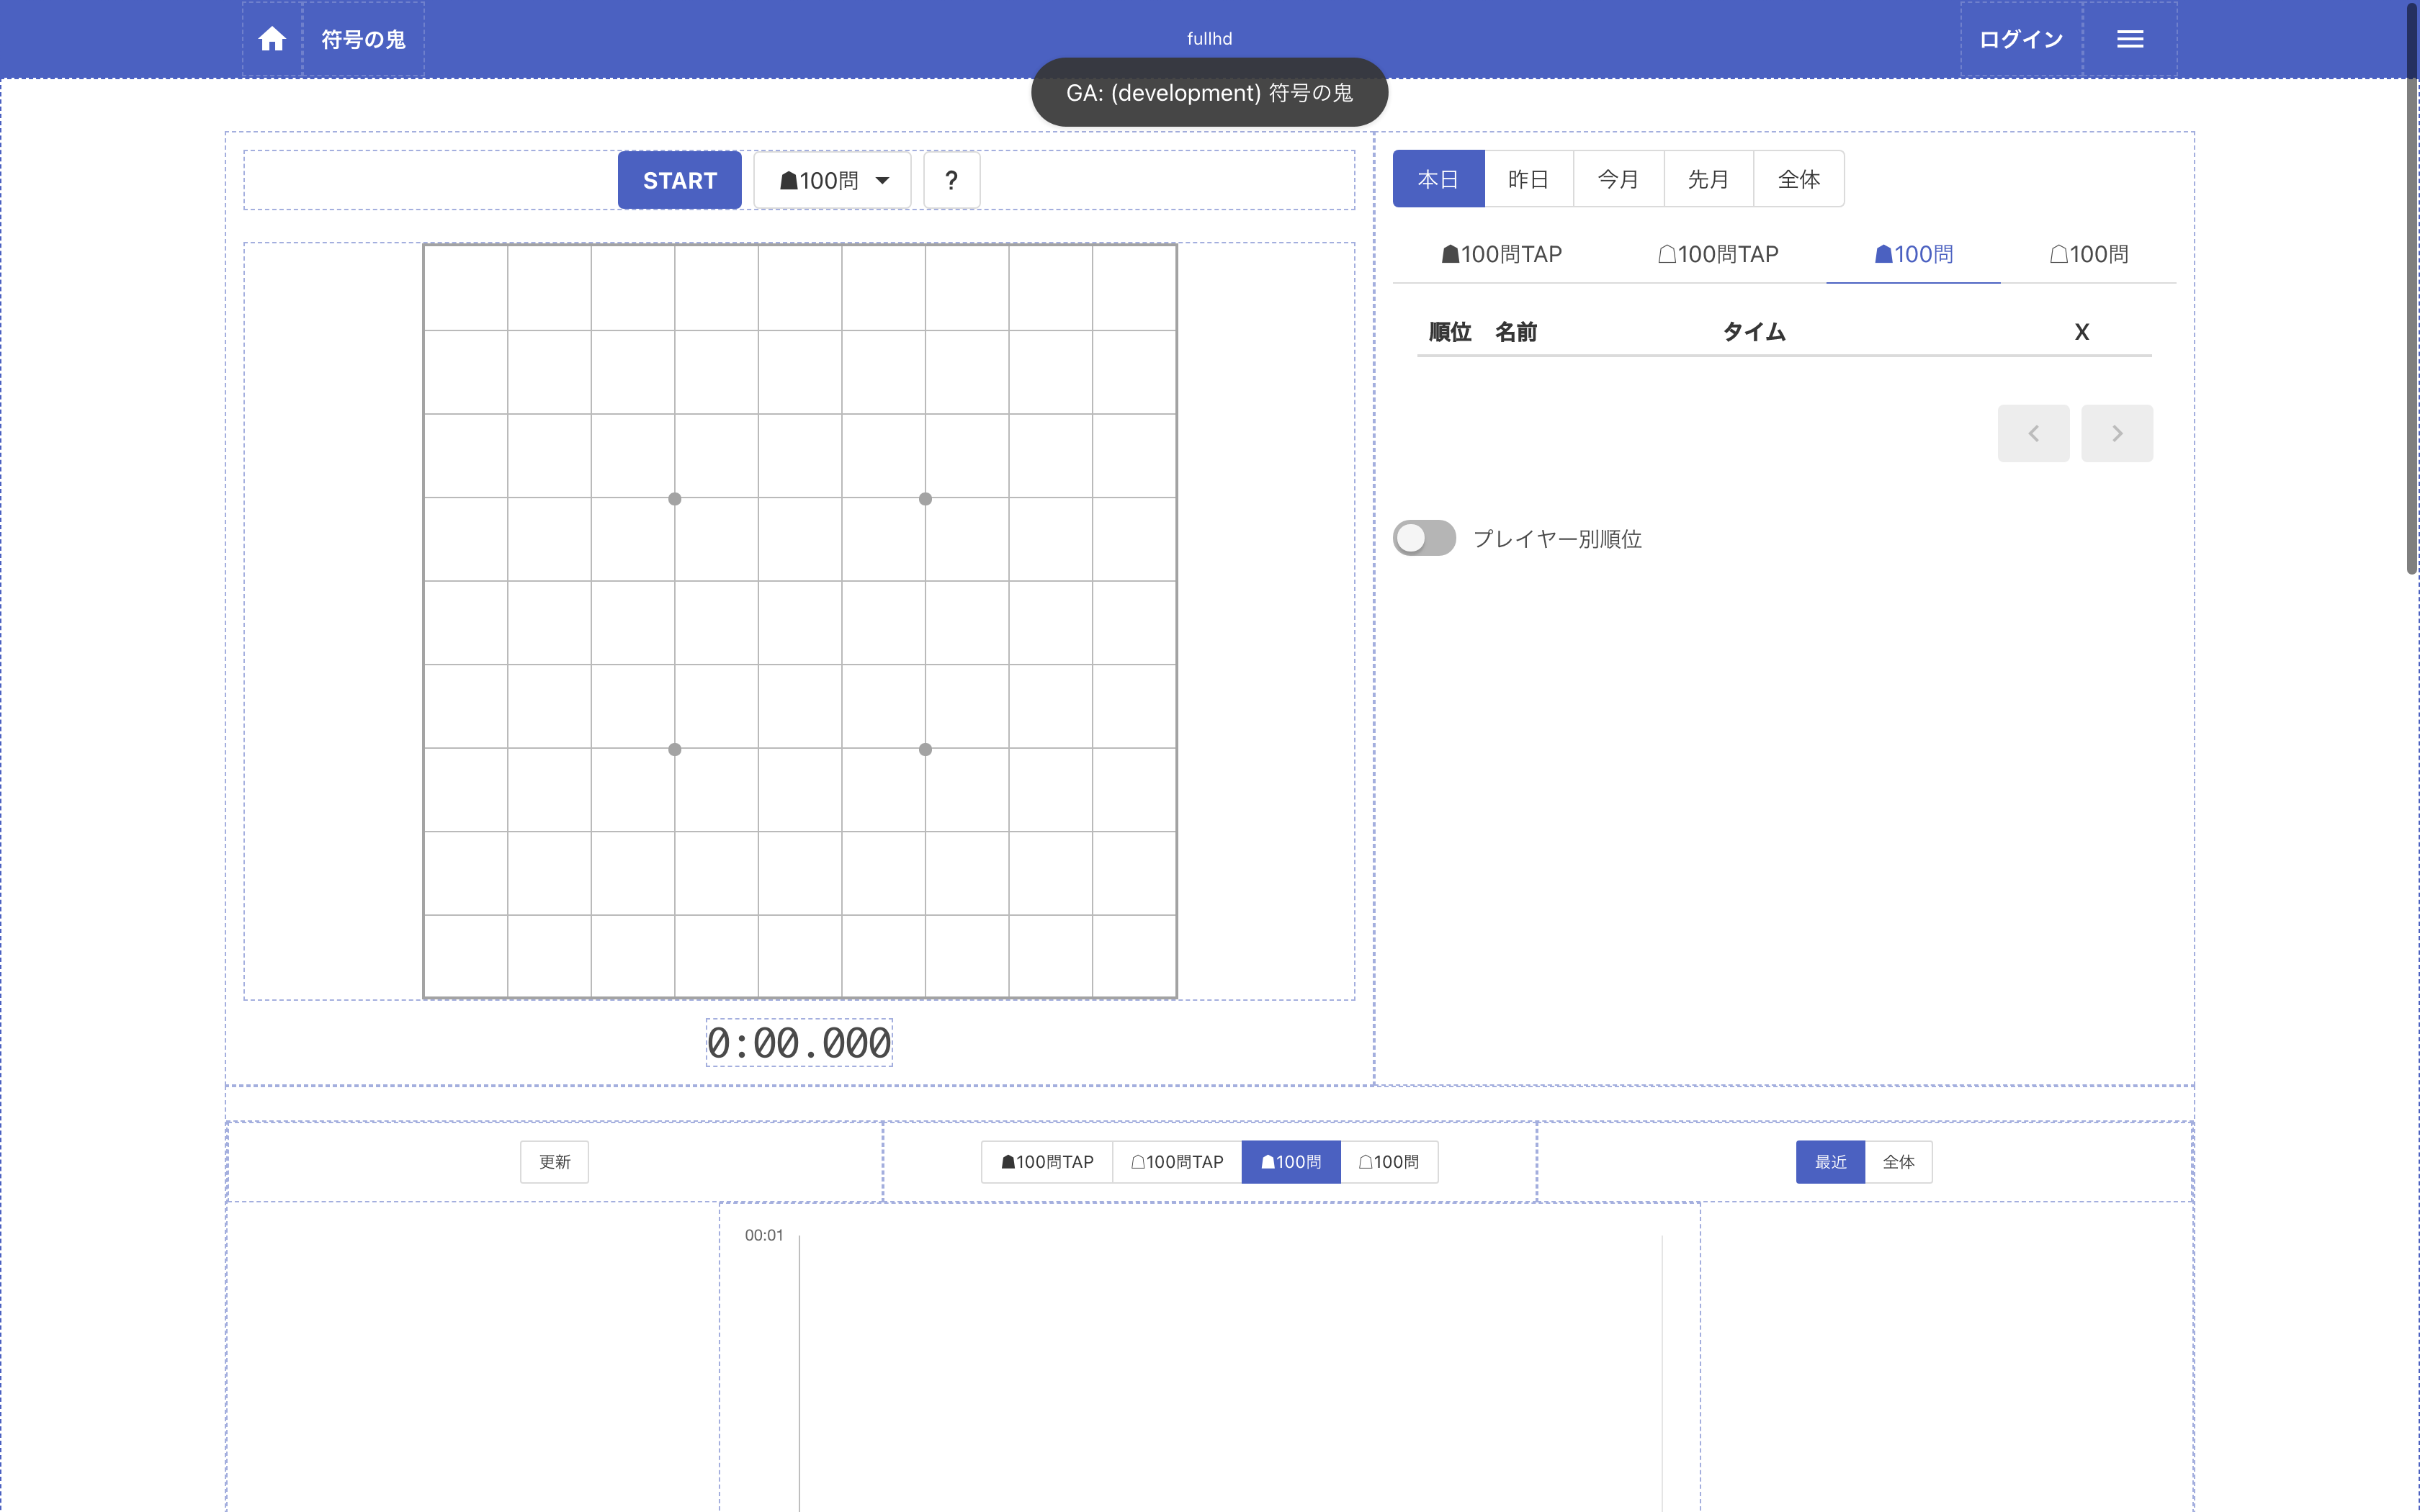 符号の鬼
fullhd
ログイン
GA: (development) 符号の鬼
START
☗100問
?
本日 昨日 今月 先月 全体
☗100問TAP ☖100問TAP ☗100問 ☖100問
順位 名前 タイム X
プレイヤー別順位
0:00.000
更新
☗100問TAP ☖100問TAP ☗100問 ☖100問
最近 全体
00:01